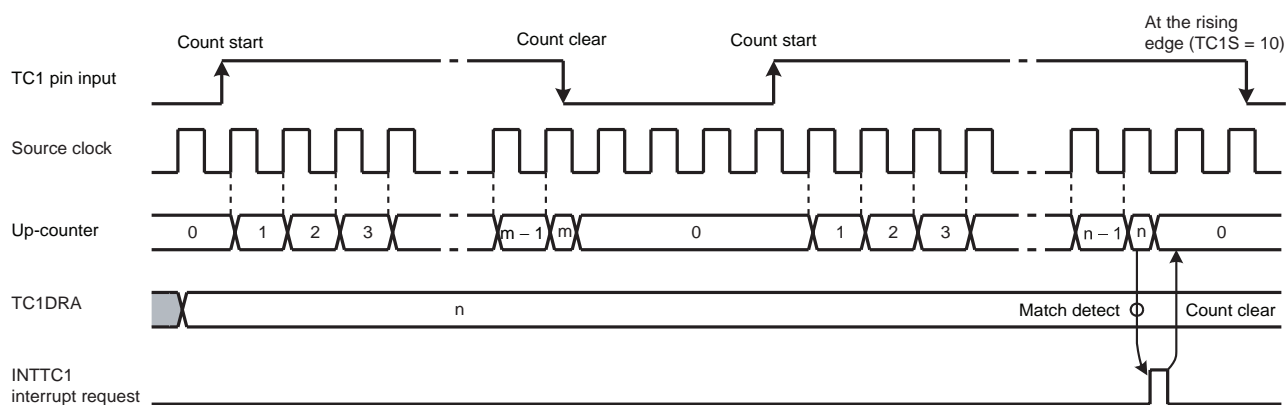 At the rising
edge (TC1S = 10)
Count start
Count clear
Count start
TC1 pin input
Source clock
Up-counter
0 1 2 3 m – 1 m 0 1 2 3 n – 1 n 0
TC1DRA
n
Match detect
Count clear
INTTC1
interrupt request